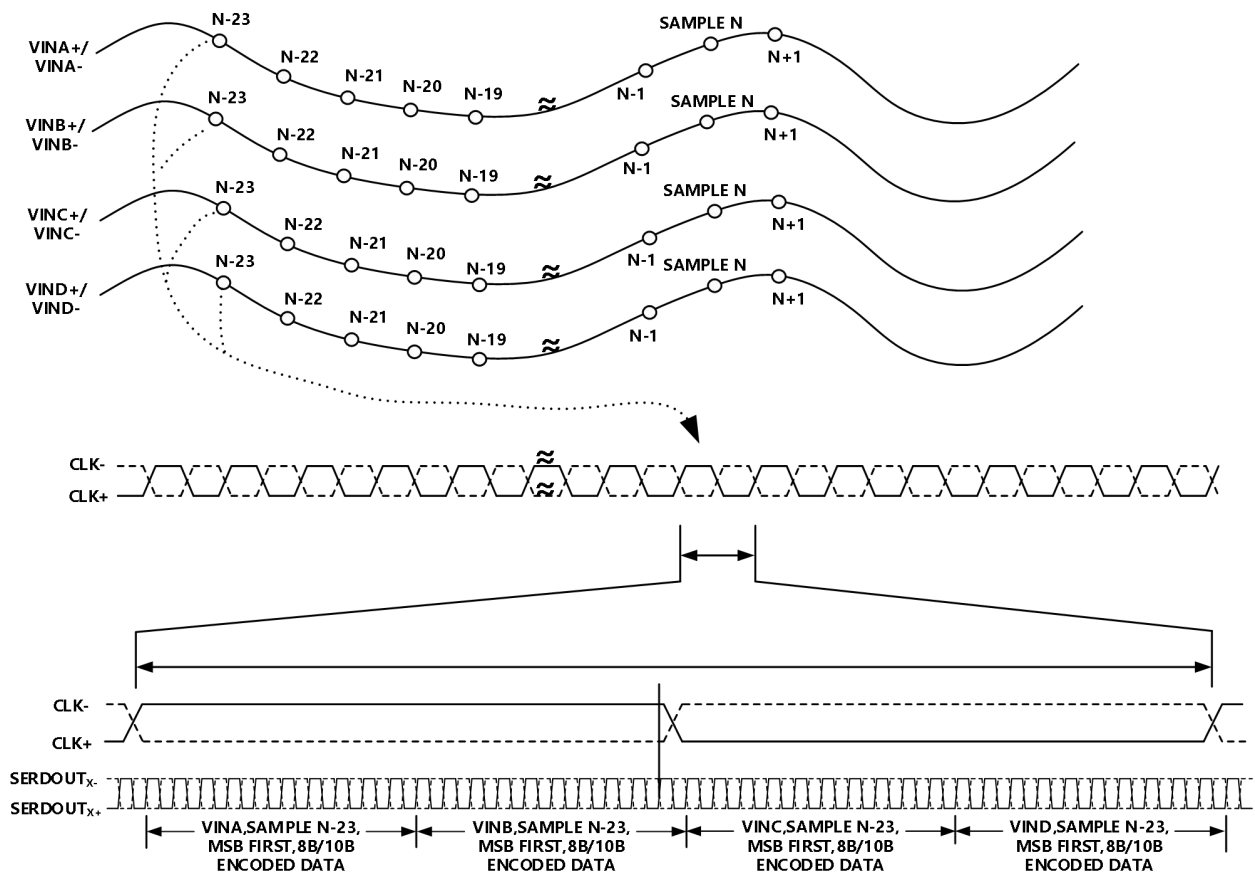 N-23
SAMPLE N
VINA+/
VINA-
N-22
N-21
N-20
N-19
N-1
N+1
N-23
SAMPLE N
VINB+/
VINB-
N-22
N-21
N-20
N-19
N-1
N+1
N-23
SAMPLE N
VINC+/
VINC-
N-22
N-21
N-20
N-19
N-1
N+1
N-23
SAMPLE N
VIND+/
VIND-
N-22
N-21
N-20
N-19
N-1
N+1
CLK-
CLK+
CLK-
CLK+
SERDOUTX-
SERDOUTX+
VINA,SAMPLE N-23,
MSB FIRST,8B/10B
ENCODED DATA
VINB,SAMPLE N-23,
MSB FIRST,8B/10B
ENCODED DATA
VINC,SAMPLE N-23,
MSB FIRST,8B/10B
ENCODED DATA
VIND,SAMPLE N-23,
MSB FIRST,8B/10B
ENCODED DATA